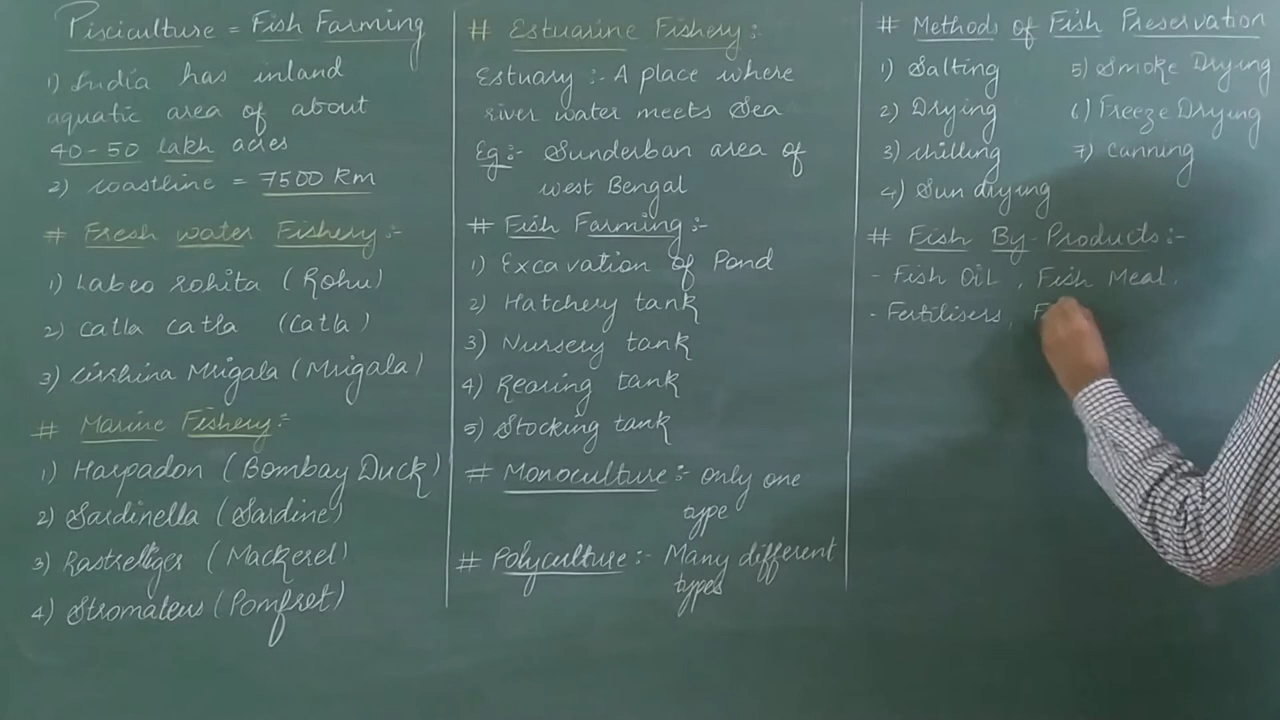 Pisciculture = Fish Farming
1) India has inland
aquatic area of about
40-50 lakh acres
2) coastline = 7500 Km
# Fresh water Fishery:-
1) Labeo rohita (Rohu)
2) Catla catla (Catla)
3) Cirrhina Mrigala (Mrigala)
# Marine Fishery:-
1) Harpadon (Bombay Duck)
2) Sardinella (Sardine)
3) Rastrelliger (Mackerel)
4) Stromateus (Pomfret)
# Estuarine Fishery:-
Estuary :- A place where
river water meets Sea
Eg:- Sunderban area of
west Bengal
# Fish Farming:-
1) Excavation of Pond
2) Hatchery tank
3) Nursery tank
4) Rearing tank
5) Stocking tank
# Monoculture:- only one
type
# Polyculture:- Many different
types
# Methods of Fish Preservation
1) Salting
2) Drying
3) chilling
4) Sun drying
5) Smoke Drying
6) Freeze Drying
7) Canning
# Fish By-Products:-
- Fish Oil, Fish Meal,
- Fertilisers,